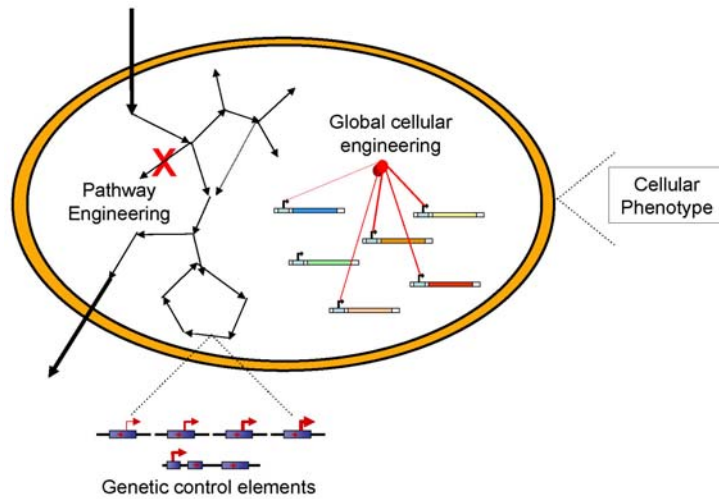 Global cellular
engineering
Pathway
Engineering
Cellular
Phenotype
Genetic control elements